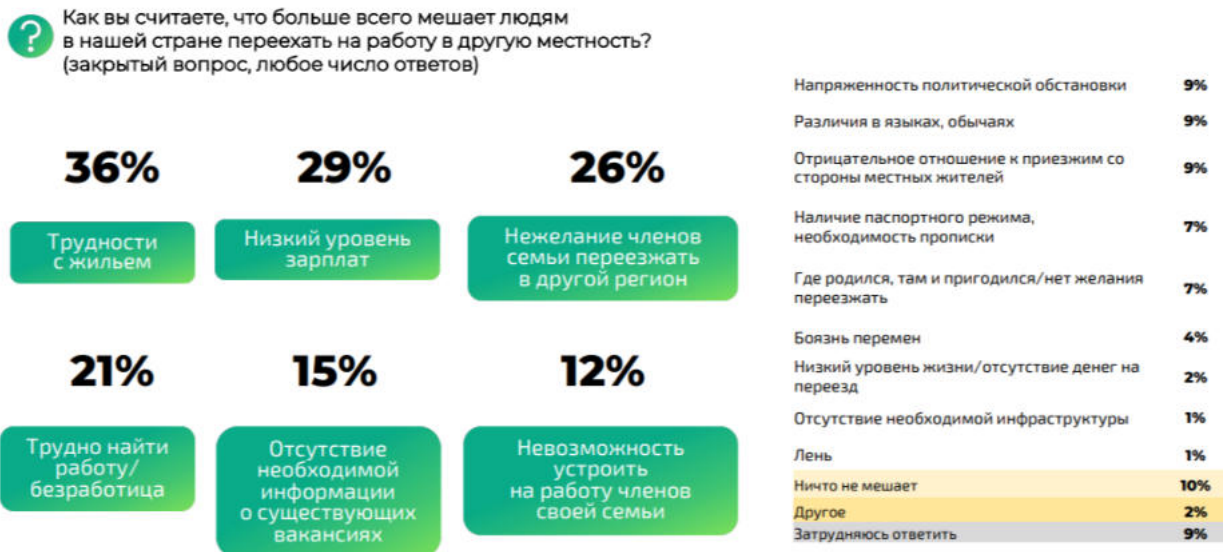 ?
Как вы считаете, что больше всего мешает людям
в нашей стране переехать на работу в другую местность?
(закрытый вопрос, любое число ответов)
36%
Трудности
с жильем
29%
Низкий уровень
зарплат
26%
Нежелание членов
семьи переезжать
в другой регион
21%
Трудно найти
работу/
безработица
15%
Отсутствие
необходимой
информации
о существующих
вакансиях
12%
Невозможность
устроить
на работу членов
своей семьи
Напряженность политической обстановки 9%
Различия в языках, обычаях 9%
Отрицательное отношение к приезжим со
стороны местных жителей 9%
Наличие паспортного режима,
необходимость прописки 7%
Где родился, там и пригодился/нет желания
переезжать 7%
Боязнь перемен 4%
Низкий уровень жизни/отсутствие денег на
переезд 2%
Отсутствие необходимой инфраструктуры 1%
Лень 1%
Ничто не мешает 10%
Другое 2%
Затрудняюсь ответить 9%